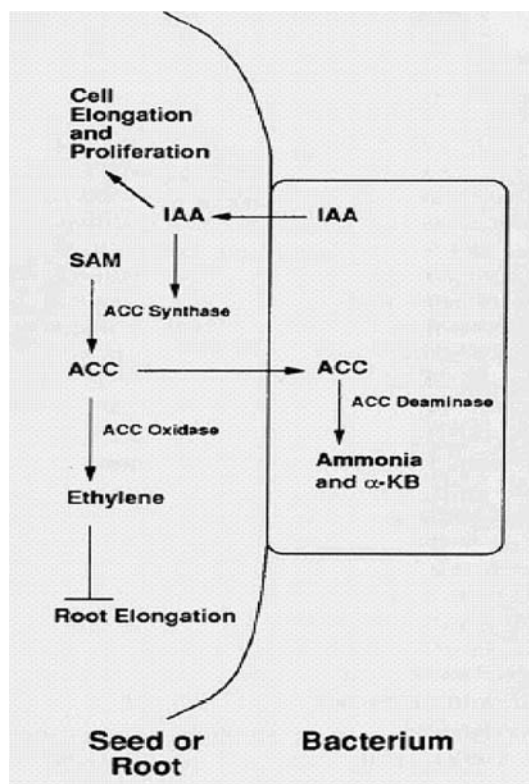 Cell
Elongation
and
Proliferation
IAA
IAA
SAM
ACC Synthase
ACC
ACC
ACC Deaminase
ACC Oxidase
Ammonia
and α-KB
Ethylene
Root Elongation
Seed or
Root
Bacterium